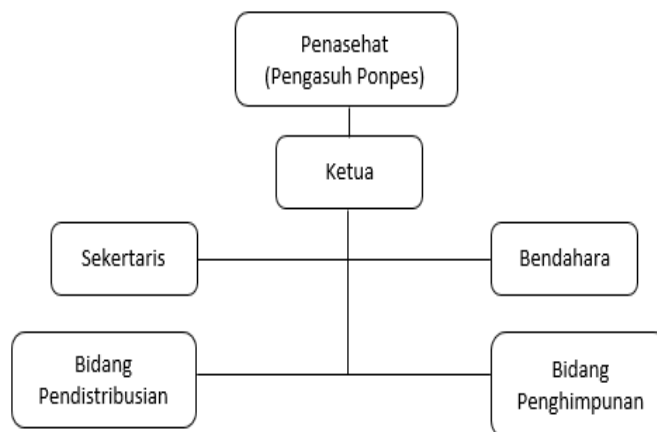 Penasehat
(Pengasuh Ponpes)
Ketua
Sekertaris
Bendahara
Bidang
Pendistribusian
Bidang
Penghimpunan